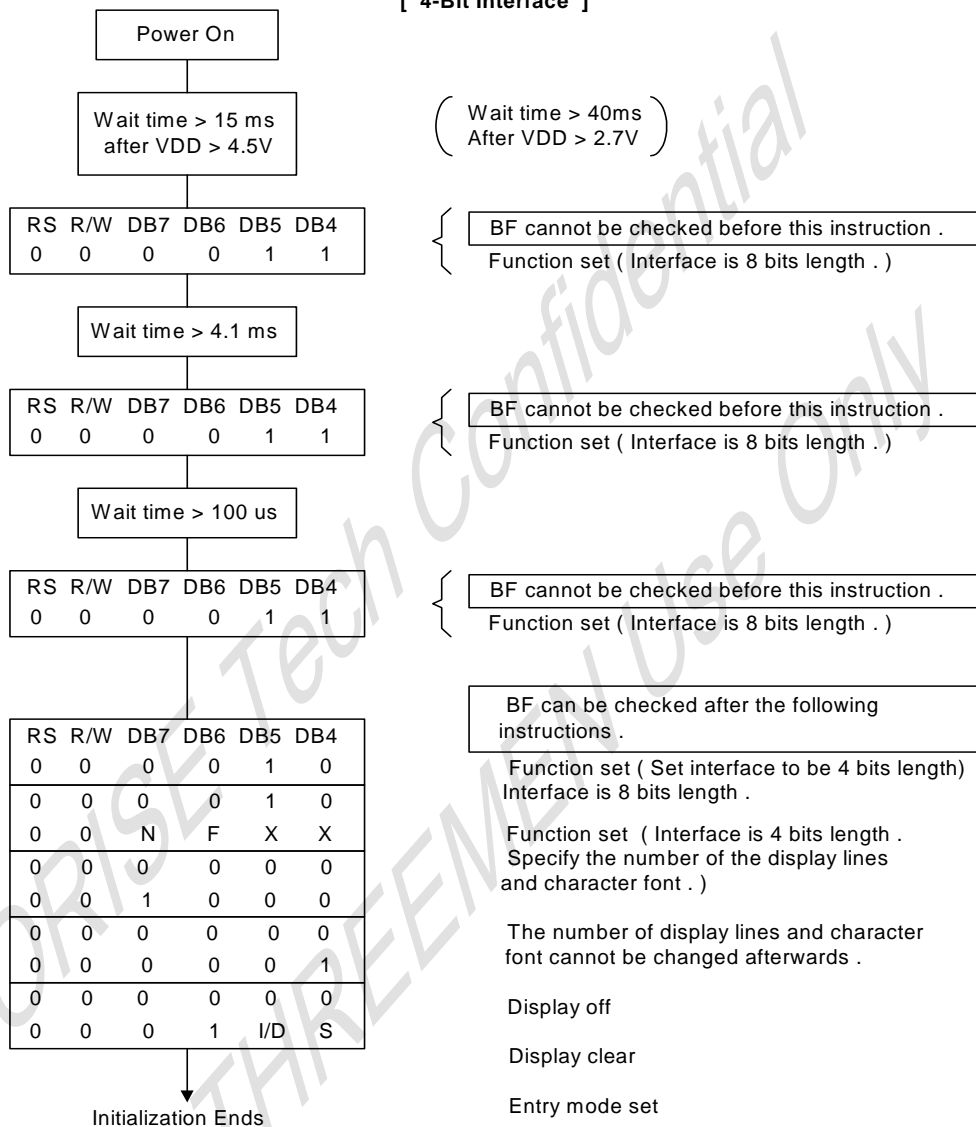 [ 4-Bit Interface ]
Power On
Wait time > 15 ms
after VDD > 4.5V
Wait time > 40ms
After VDD > 2.7V
RS R/W DB7 DB6 DB5 DB4
0 0 0 0 1 1
BF cannot be checked before this instruction .
Function set ( Interface is 8 bits length . )
Wait time > 4.1 ms
RS R/W DB7 DB6 DB5 DB4
0 0 0 0 1 1
BF cannot be checked before this instruction .
Function set ( Interface is 8 bits length . )
Wait time > 100 us
RS R/W DB7 DB6 DB5 DB4
0 0 0 0 1 1
BF cannot be checked before this instruction .
Function set ( Interface is 8 bits length . )
RS R/W DB7 DB6 DB5 DB4
0 0 0 0 1 0
0 0 0 0 1 0
0 0 N F X X
0 0 0 0 0 0
0 0 1 0 0 0
0 0 0 0 0 0
0 0 0 0 0 1
0 0 0 0 0 0
0 0 0 1 I/D S
BF can be checked after the following
instructions .
Function set ( Set interface to be 4 bits length)
Interface is 8 bits length .
Function set ( Interface is 4 bits length .
Specify the number of the display lines
and character font . )
The number of display lines and character
font cannot be changed afterwards .
Display off
Display clear
Entry mode set
Initialization Ends
ORISE Tech Confidential
THREEMEN Use Only